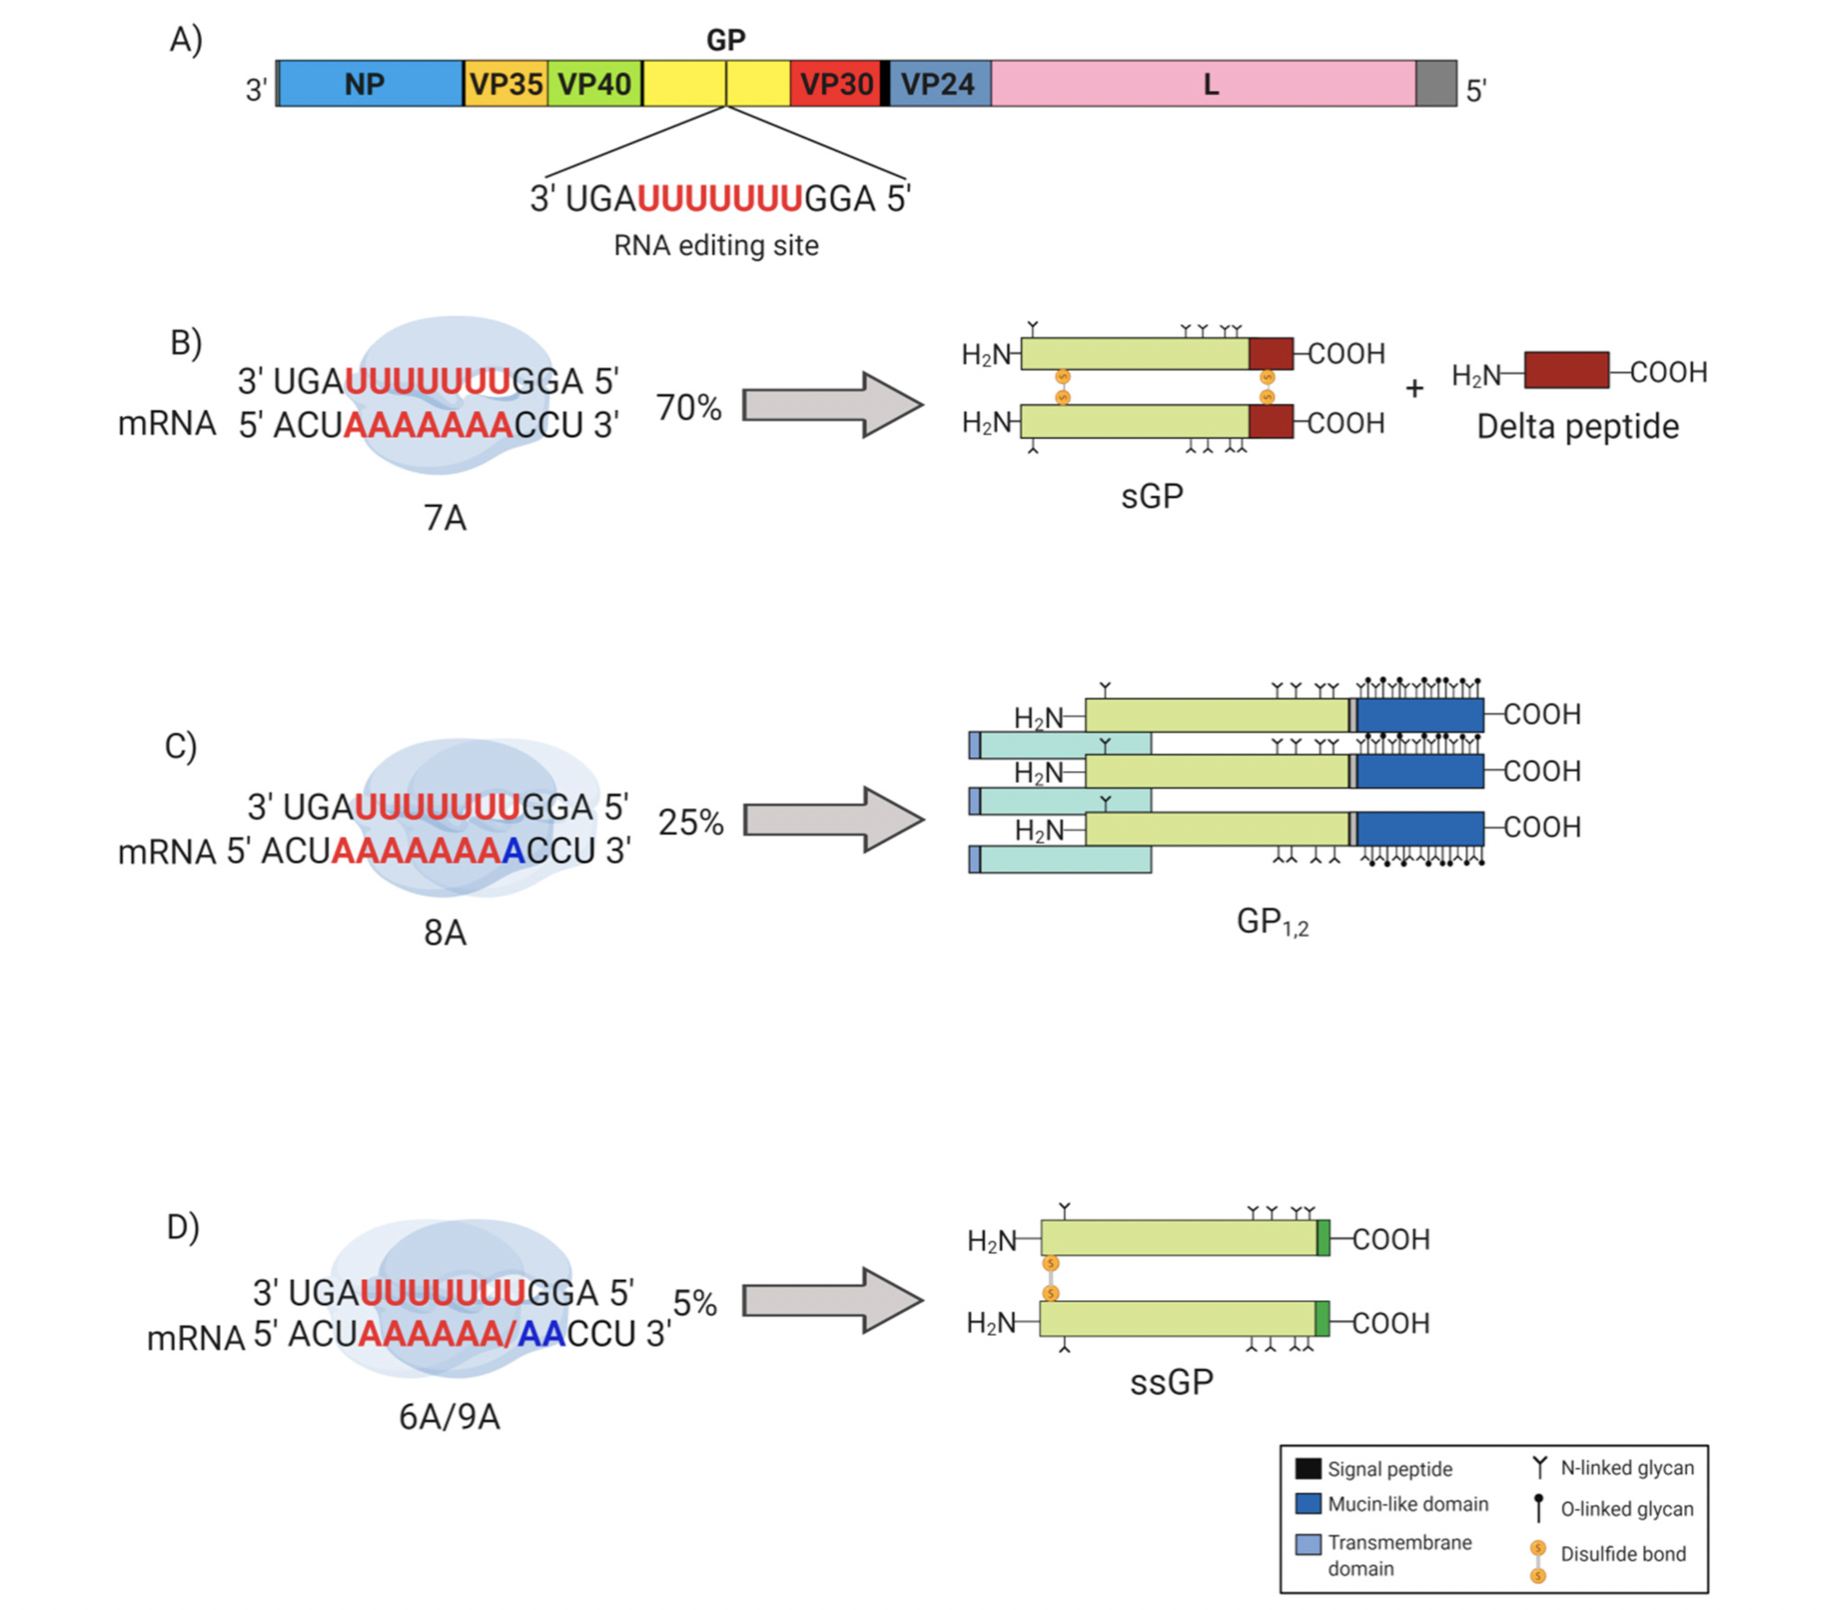 A)
GP
3' NP VP35 VP40 VP30 VP24 L 5'
3' UGAUUUUUUUGGA 5'
RNA editing site
B)
3' UGAUUUUUUUGGA 5'
mRNA 5' ACUAAAAAAACCU 3'
7A
70%
H₂N COOH
S S
S S
H₂N COOH
sGP
+
H₂N COOH
Delta peptide
C)
3' UGAUUUUUUUGGA 5'
mRNA 5' ACUAAAAAAAACCU 3'
8A
25%
H₂N COOH
H₂N COOH
H₂N COOH
GP₁,₂
D)
3' UGAUUUUUUUGGA 5'
mRNA 5' ACUAAAAAA/AACCU 3'
6A/9A
5%
H₂N COOH
S
S
H₂N COOH
ssGP
Signal peptide
Mucin-like domain
Transmembrane
domain
N-linked glycan
O-linked glycan
S
Disulfide bond
S